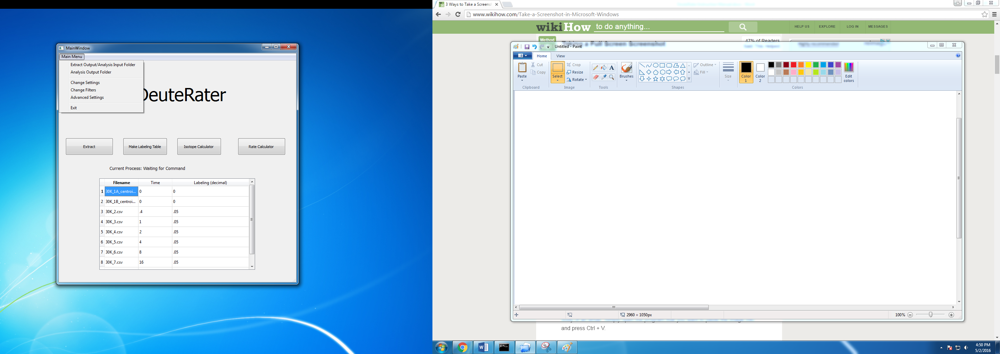 MainWindow
Main Menu
Extract Output/Analysis Input Folder
Analysis Output Folder
Change Settings
Change Filters
Advanced Settings
Exit
DeuteRater
Extract
Make Labeling Table
Isotope Calculator
Rate Calculator
Current Process: Waiting for Command
Filename Time Labeling (decimal)
1 30K_1A_centroi... 0 0
2 30K_1B_centroi... 0 0
3 30K_2.csv .4 .05
4 30K_3.csv 1 .05
5 30K_4.csv 2 .05
6 30K_5.csv 4 .05
7 30K_6.csv 8 .05
8 30K_7.csv 16 .05
3 Ways to Take a Screensh
www.wikihow.com/Take-a-Screenshot-in-Microsoft-Windows
wikiHow to do anything...
HELP US EXPLORE LOG IN MESSAGES
Method
Taking a Full Screen Screenshot
47% of Readers
Untitled - Paint
Home View
Paste
Cut
Copy
Clipboard
Select
Crop
Resize
Rotate
Image
Tools
Brushes
Shapes
Outline
Fill
Size
Color 1
Color 2
Edit colors
Colors
2960 × 1050px
100%
and press Ctrl + V.
4:50 PM
5/2/2016